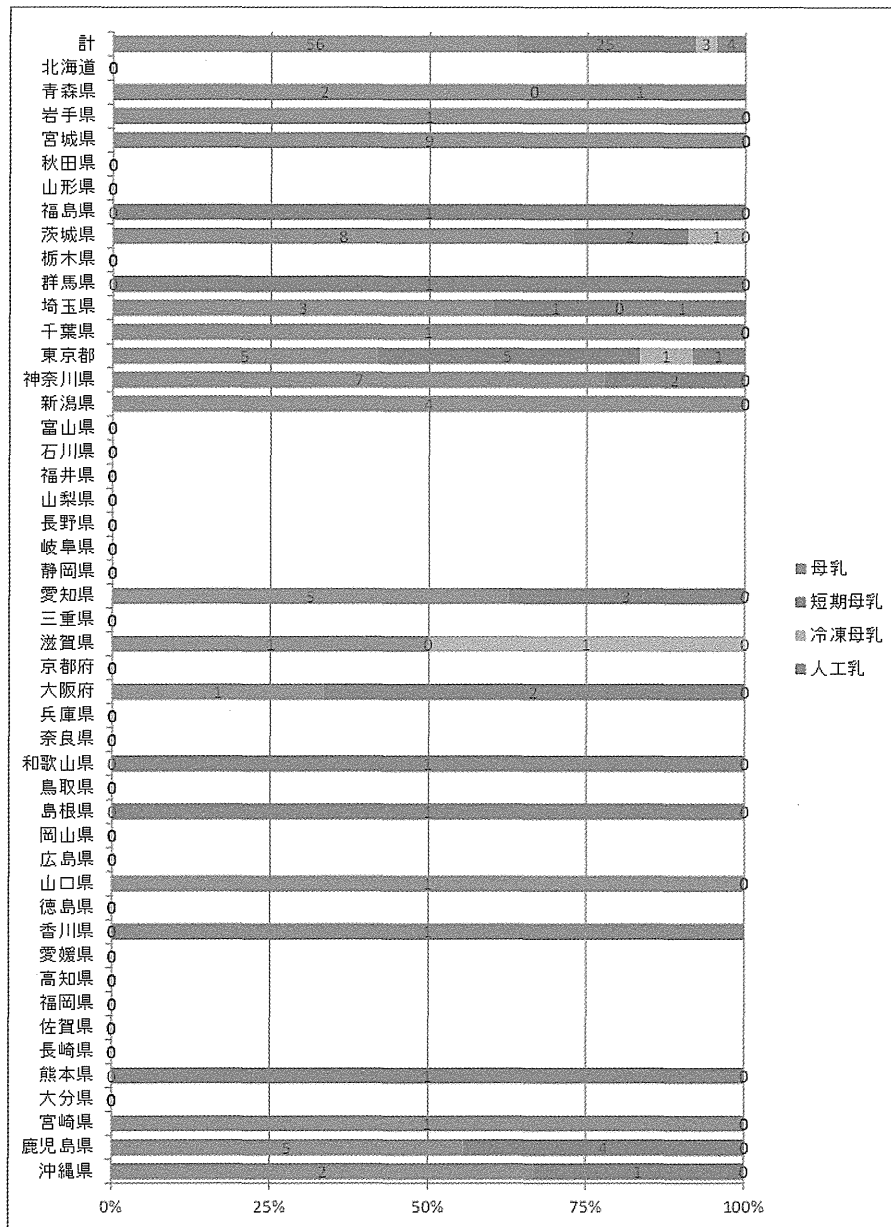 計 56 25 3 4
北海道 0
青森県 2 0 1
岩手県 1 0
宮城県 9 0
秋田県 0
山形県 0
福島県 0 1 0
茨城県 8 2 1 0
栃木県 0
群馬県 0 1 0
埼玉県 3 1 0 1
千葉県 1 0
東京都 5 5 1 1
神奈川県 7 2 0
新潟県 4 0
富山県 0
石川県 0
福井県 0
山梨県 0
長野県 0
岐阜県 0
静岡県 0
愛知県 5 3 0
三重県 0
滋賀県 1 0 1 0
京都府 0
大阪府 1 2 0
兵庫県 0
奈良県 0
和歌山県 0 1 0
鳥取県 0
島根県 0 1 0
岡山県 0
広島県 0
山口県 1 0
徳島県 0
香川県 0 1
愛媛県 0
高知県 0
福岡県 0
佐賀県 0
長崎県 0
熊本県 0 1 0
大分県 0
宮崎県 1 0
鹿児島県 5 4 0
沖縄県 2 1 0
0% 25% 50% 75% 100%
母乳
短期母乳
冷凍母乳
人工乳